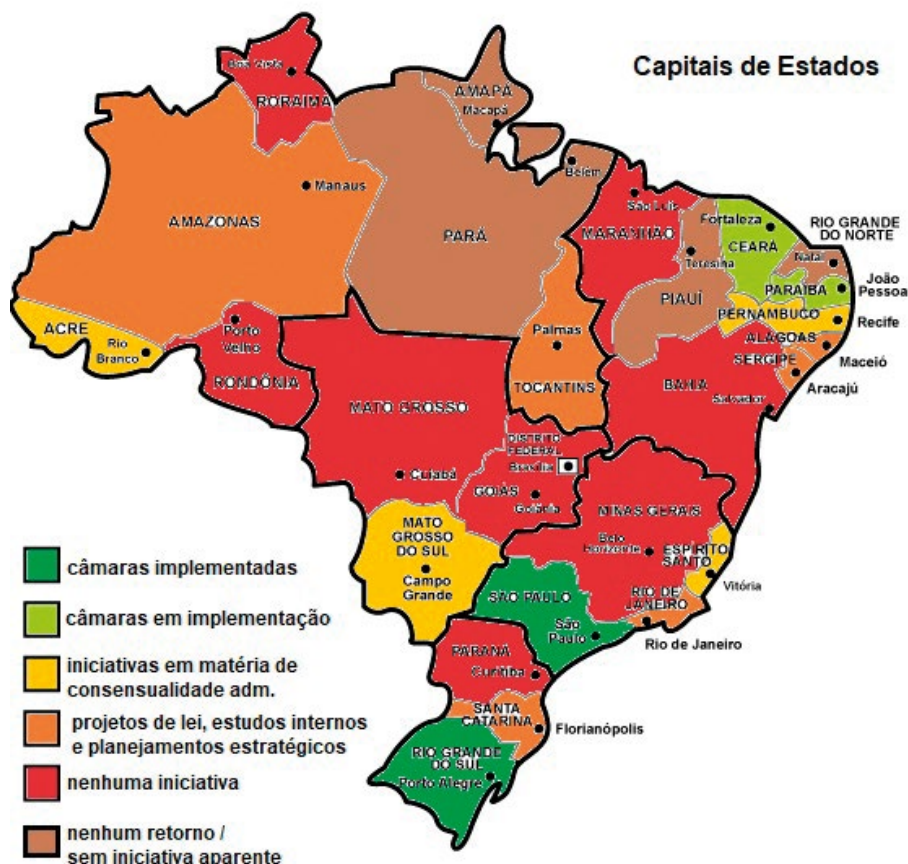 Capitais de Estados
Boa Vista
RORAIMA
AMAPÁ
Macapá
Manaus
AMAZONAS
PARÁ
Belém
São Luis
MARANHÃO
Teresina
PIAUÍ
Fortaleza
CEARÁ
RIO GRANDE
DO NORTE
Natal
PARAÍBA
João
Pessoa
PERNAMBUCO
Recife
ALAGOAS
Maceió
SERGIPE
Aracajú
ACRE
Rio
Branco
Porto
Velho
RONDÔNIA
MATO GROSSO
Cuiabá
Palmas
TOCANTINS
BAHIA
Salvador
DISTRITO
FEDERAL
Brasília
GOIÁS
Goiânia
MINAS GERAIS
Belo
Horizonte
ESPÍRITO
SANTO
Vitória
MATO
GROSSO
DO SUL
Campo
Grande
SÃO PAULO
São
Paulo
RIO DE
JANEIRO
Rio de Janeiro
PARANÁ
Curitiba
SANTA
CATARINA
Florianópolis
RIO GRANDE
DO SUL
Porto Alegre
câmaras implementadas
câmaras em implementação
iniciativas em matéria de
consensualidade adm.
projetos de lei, estudos internos
e planejamentos estratégicos
nenhuma iniciativa
nenhum retorno /
sem iniciativa aparente